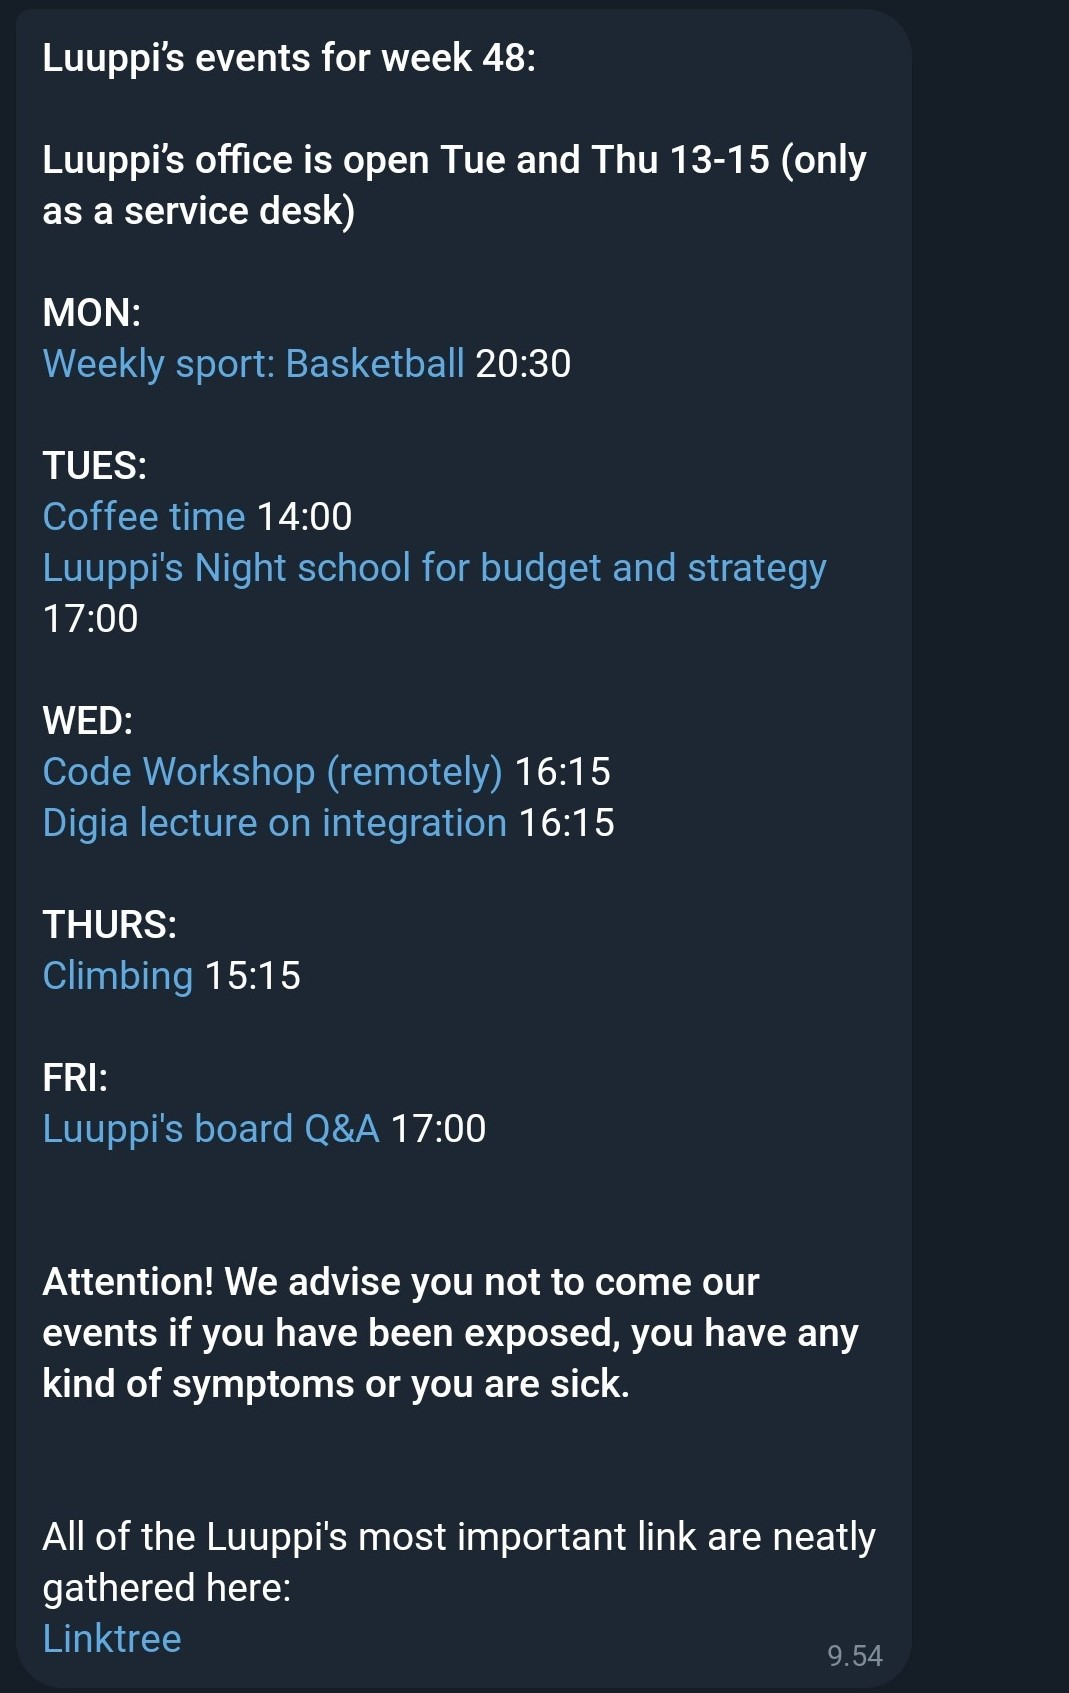 Luuppi’s events for week 48:
Luuppi’s office is open Tue and Thu 13-15 (only
as a service desk)
MON:
Weekly sport: Basketball 20:30
TUES:
Coffee time 14:00
Luuppi's Night school for budget and strategy
17:00
WED:
Code Workshop (remotely) 16:15
Digia lecture on integration 16:15
THURS:
Climbing 15:15
FRI:
Luuppi's board Q&A 17:00
Attention! We advise you not to come our
events if you have been exposed, you have any
kind of symptoms or you are sick.
All of the Luuppi's most important link are neatly
gathered here:
Linktree
9.54